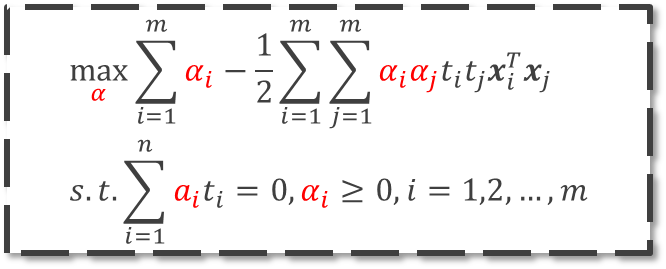 max_α ∑_{i=1}^{m} α_i − 1/2 ∑_{i=1}^{m} ∑_{j=1}^{m} α_i α_j t_i t_j x_i^T x_j
s.t. ∑_{i=1}^{n} a_i t_i = 0, α_i ≥ 0, i = 1,2, …, m